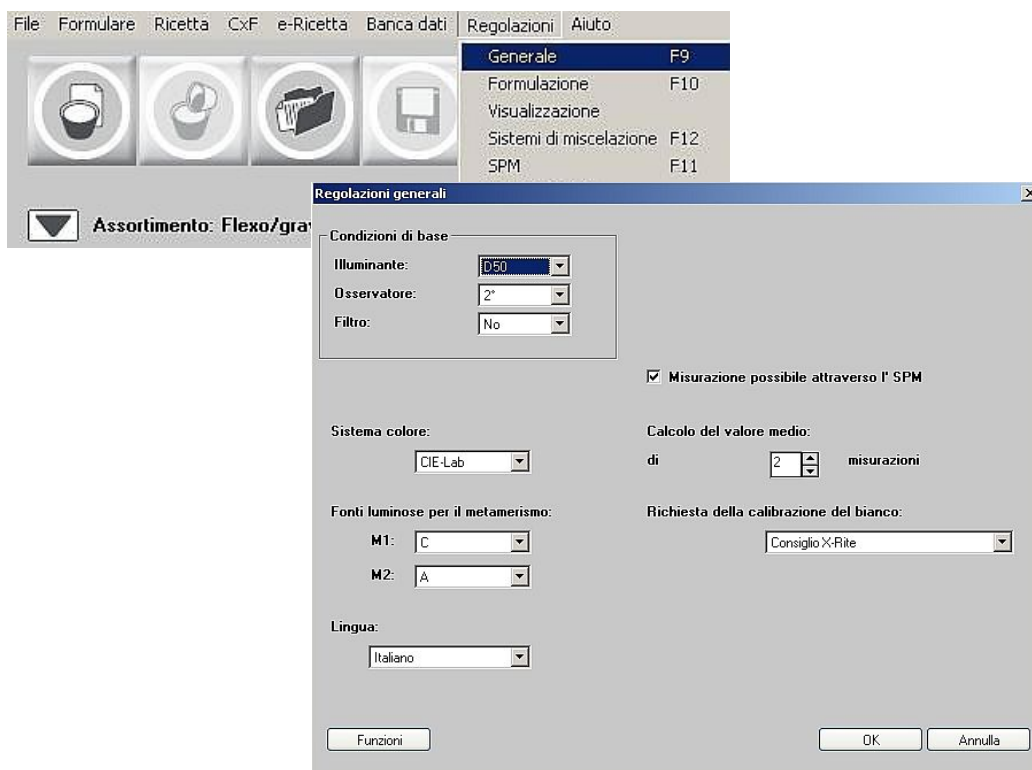 File Formulare Ricetta CxF e-Ricetta Banca dati Regolazioni Aiuto
Generale F9
Formulazione F10
Visualizzazione
Sistemi di miscelazione F12
SPM F11
Assortimento: Flexo/gra
Regolazioni generali
Condizioni di base
Illuminante: D50
Osservatore: 2°
Filtro: No
Misurazione possibile attraverso l' SPM
Sistema colore:
CIE-Lab
Calcolo del valore medio:
di 2 misurazioni
Fonti luminose per il metamerismo:
M1: C
M2: A
Richiesta della calibrazione del bianco:
Consiglio X-Rite
Lingua:
Italiano
Funzioni OK Annulla